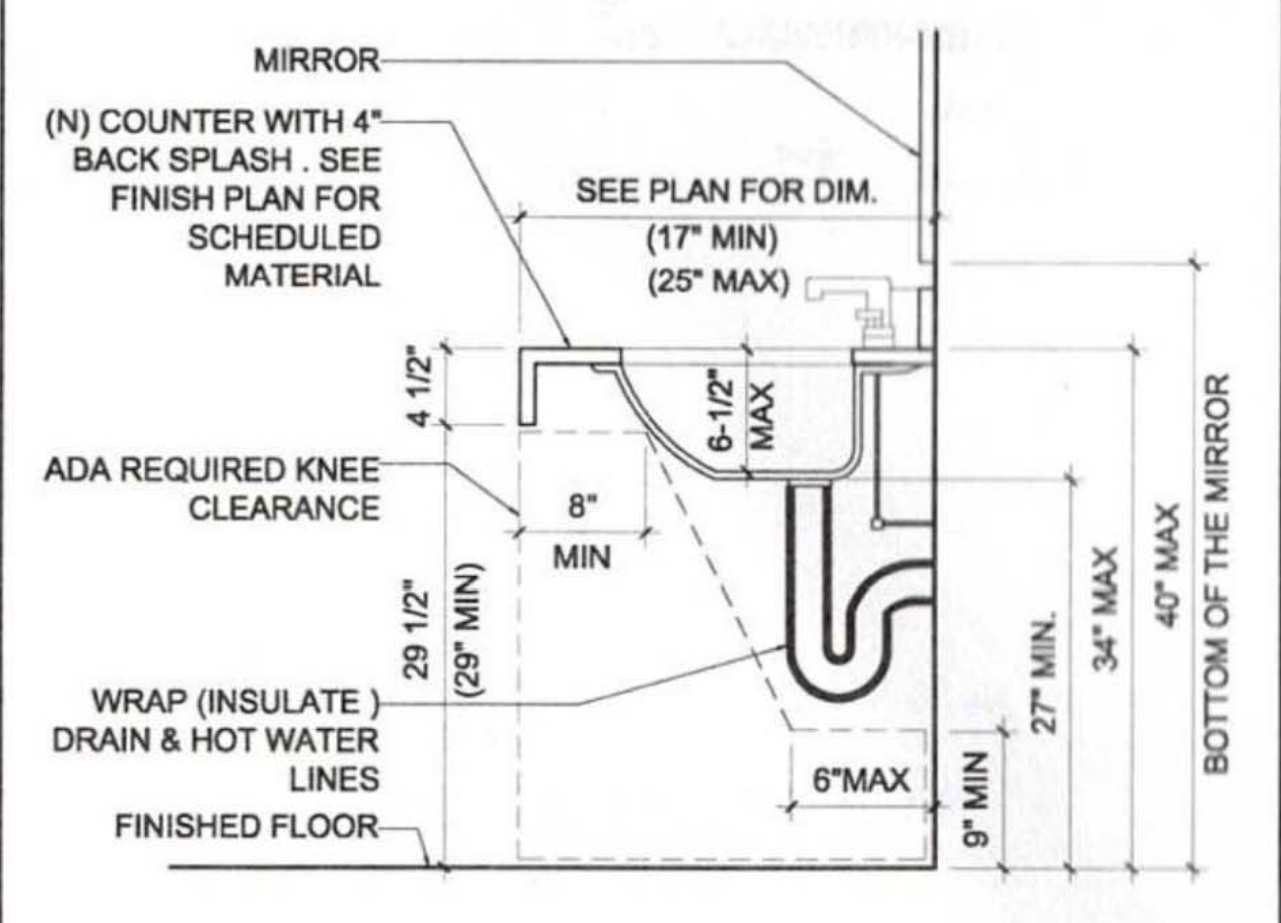 MIRROR
(N) COUNTER WITH 4"
BACK SPLASH . SEE
FINISH PLAN FOR
SCHEDULED
MATERIAL
SEE PLAN FOR DIM.
(17" MIN)
(25" MAX)
4 1/2"
6-1/2"
MAX
ADA REQUIRED KNEE
CLEARANCE
8"
MIN
29 1/2"
(29" MIN)
WRAP (INSULATE )
DRAIN & HOT WATER
LINES
FINISHED FLOOR
6"MAX
9" MIN
27" MIN.
34" MAX
40" MAX
BOTTOM OF THE MIRROR